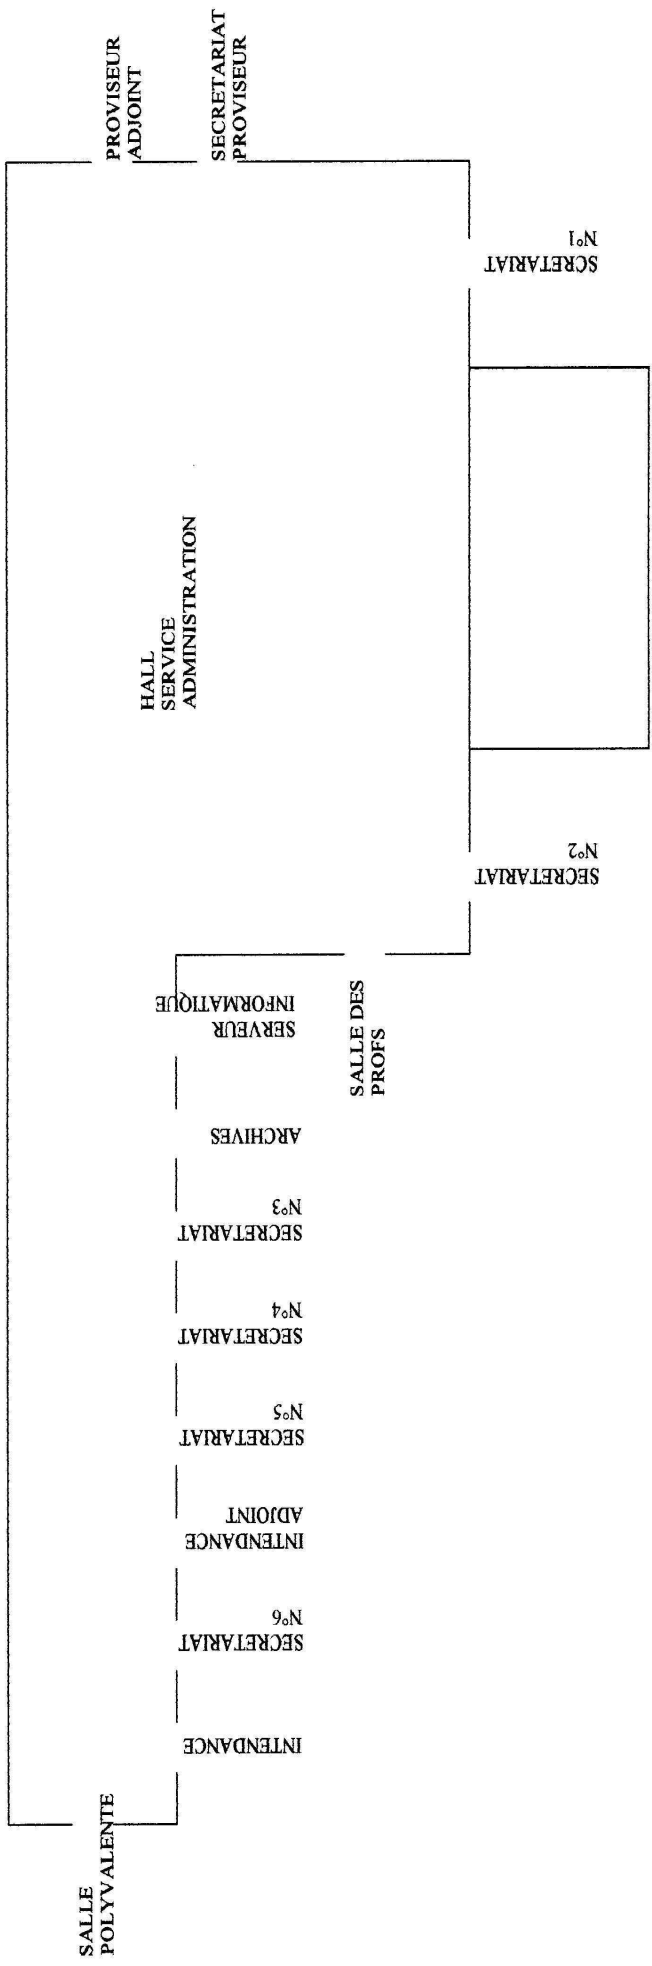 PROVISEUR
ADJOINT
SECRETARIAT
PROVISEUR
SCRETARIAT
N°1
HALL
SERVICE
ADMINISTRATION
SECRETARIAT
N°2
SERVEUR
INFORMATIQUE
SALLE DES
PROFS
ARCHIVES
SECRETARIAT
N°3
SECRETARIAT
N°4
SECRETARIAT
N°5
INTENDANCE
ADJOINT
SECRETARIAT
N°6
INTENDANCE
SALLE
POLYVALENTE